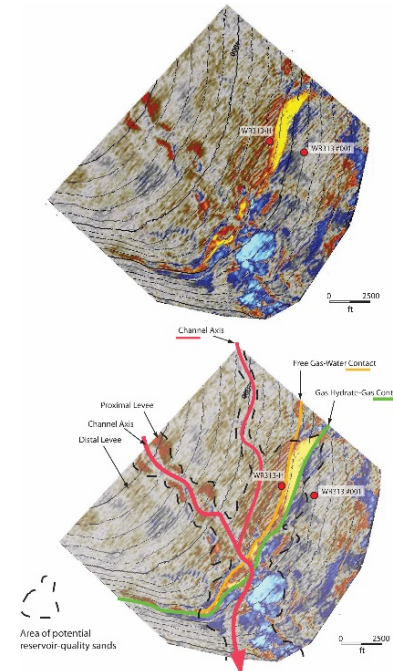 WR313-H
WR313 #001
0 2500
ft
Channel Axis
Free Gas-Water Contact
Proximal Levee
Gas Hydrate-Gas Cont
Channel Axis
Distal Levee
WR313-H
WR313 #001
Area of potential
reservoir-quality sands
0 2500
ft